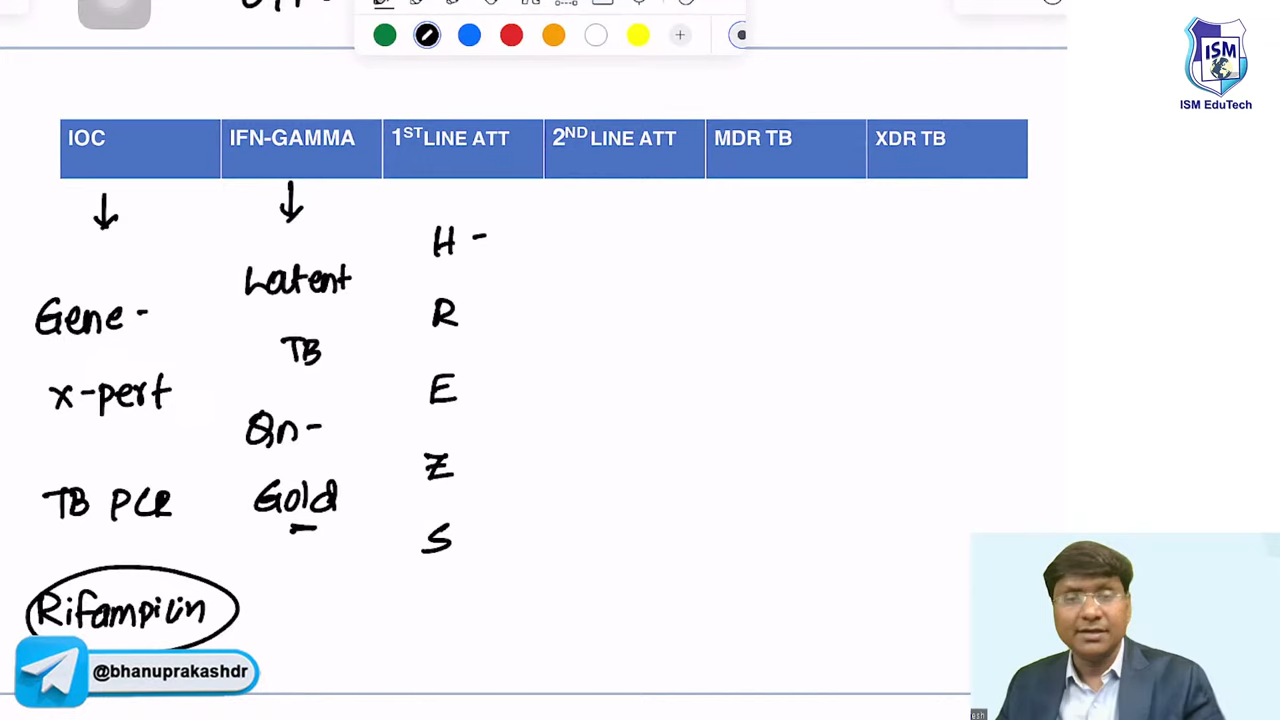 ISM
ISM EduTech
IOC
IFN-GAMMA
1ST LINE ATT
2ND LINE ATT
MDR TB
XDR TB
Gene-
x-pert
TB PCR
Rifampicin
Latent
TB
Qn-
Gold
H -
R
E
Z
S
@bhanuprakashdr